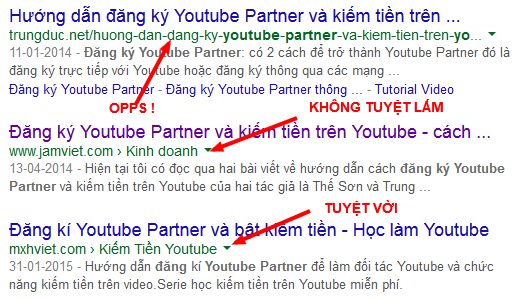 Hướng dẫn đăng ký Youtube Partner và kiếm tiền trên ...
trungduc.net/huong-dan-dang-ky-youtube-partner-va-kiem-tien-tren-yo...
11-01-2014 - Đăng ký Youtube Partner: có 2 cách để trở thành Youtube Partner đó là
đăng ký trực tiếp với Youtube hoặc đăng ký thông qua các mạng ...
Đăng ký Youtube Partner - Đăng ký Youtube Partner thông ... - Tutorial Video
OPPS !
KHÔNG TUYỆT LẮM
Đăng ký Youtube Partner và kiếm tiền trên Youtube - cách ...
www.jamviet.com › Kinh doanh
13-04-2014 - Hiện tại tôi có đọc qua hai bài viết về hướng dẫn cách đăng ký Youtube
Partner và kiếm tiền trên Youtube của hai tác giả là Thế Sơn và Trung ...
TUYỆT VỜI
Đăng kí Youtube Partner và bật kiếm tiền - Học làm Youtube
mxhviet.com › Kiếm Tiền Youtube
31-01-2015 - Hướng dẫn đăng kí Youtube Partner để làm đối tác Youtube và chức
năng kiếm tiền trên video.Serie học kiếm tiền trên Youtube miễn phí.